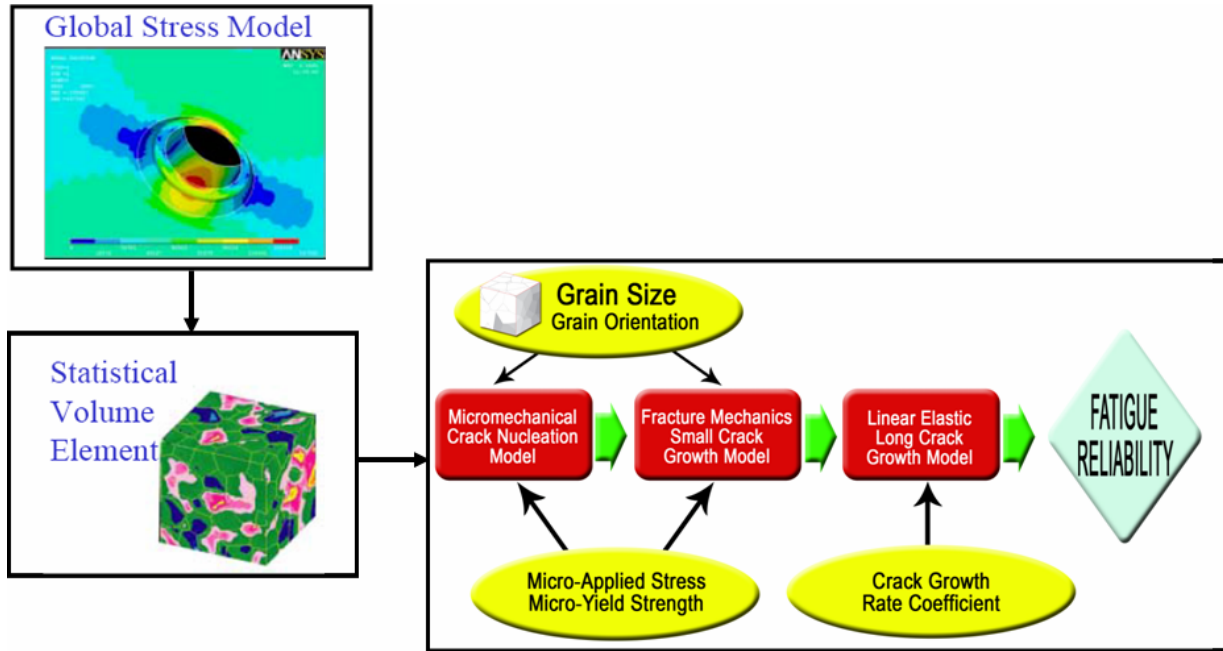 Global Stress Model
ANSYS
Statistical
Volume
Element
Grain Size
Grain Orientation
Micromechanical
Crack Nucleation
Model
Fracture Mechanics
Small Crack
Growth Model
Linear Elastic
Long Crack
Growth Model
FATIGUE
RELIABILITY
Micro-Applied Stress
Micro-Yield Strength
Crack Growth
Rate Coefficient